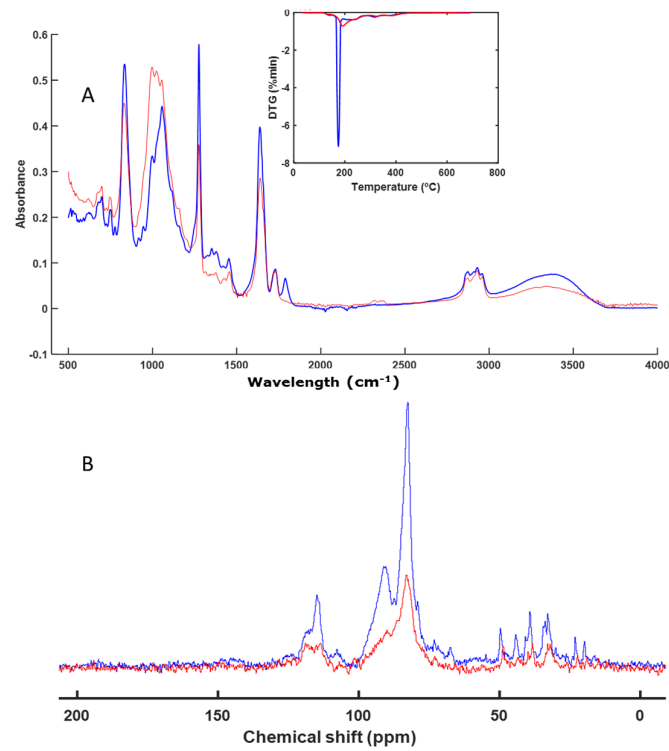 A
0.6
0.5
0.4
0.3
0.2
0.1
0
-0.1
Absorbance
500 1000 1500 2000 2500 3000 3500 4000
Wavelength (cm-1)
0
-2
-4
-6
-8
DTG (%min)
0 200 400 600 800
Temperature (ºC)
B
200 150 100 50 0
Chemical shift (ppm)